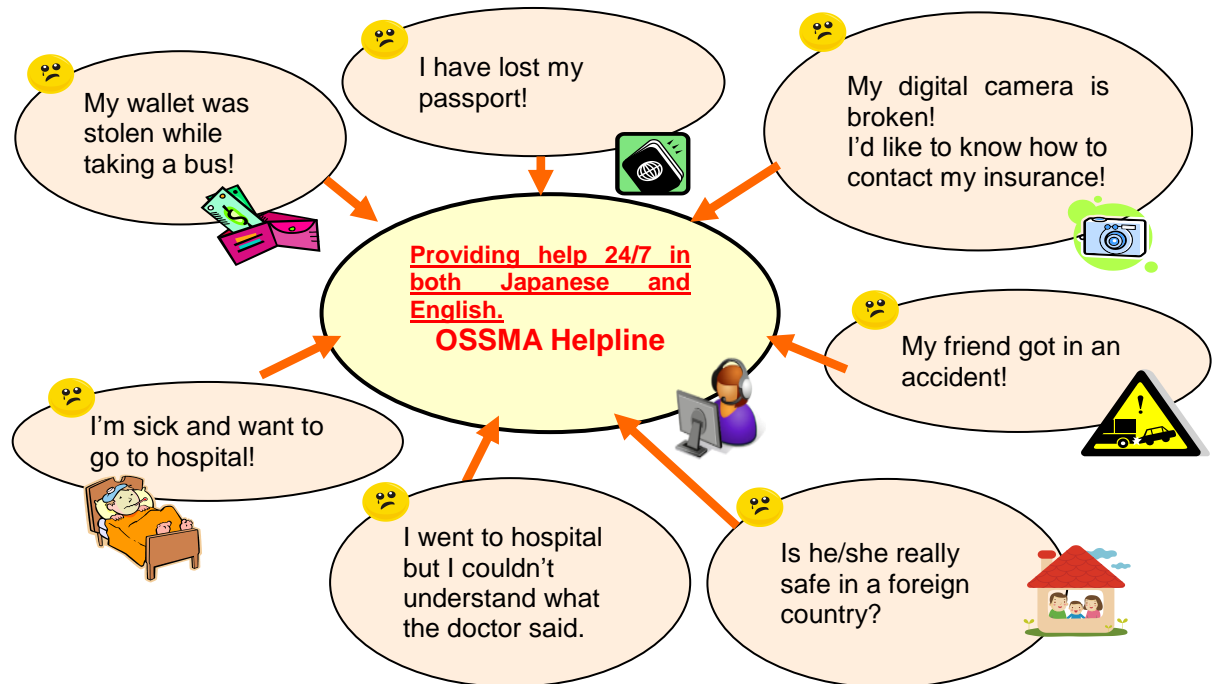 My wallet was
stolen while
taking a bus!
I have lost my
passport!
My digital camera is
broken!
I'd like to know how to
contact my insurance!
Providing help 24/7 in
both Japanese and
English.
OSSMA Helpline
My friend got in an
accident!
I'm sick and want to
go to hospital!
I went to hospital
but I couldn't
understand what
the doctor said.
Is he/she really
safe in a foreign
country?